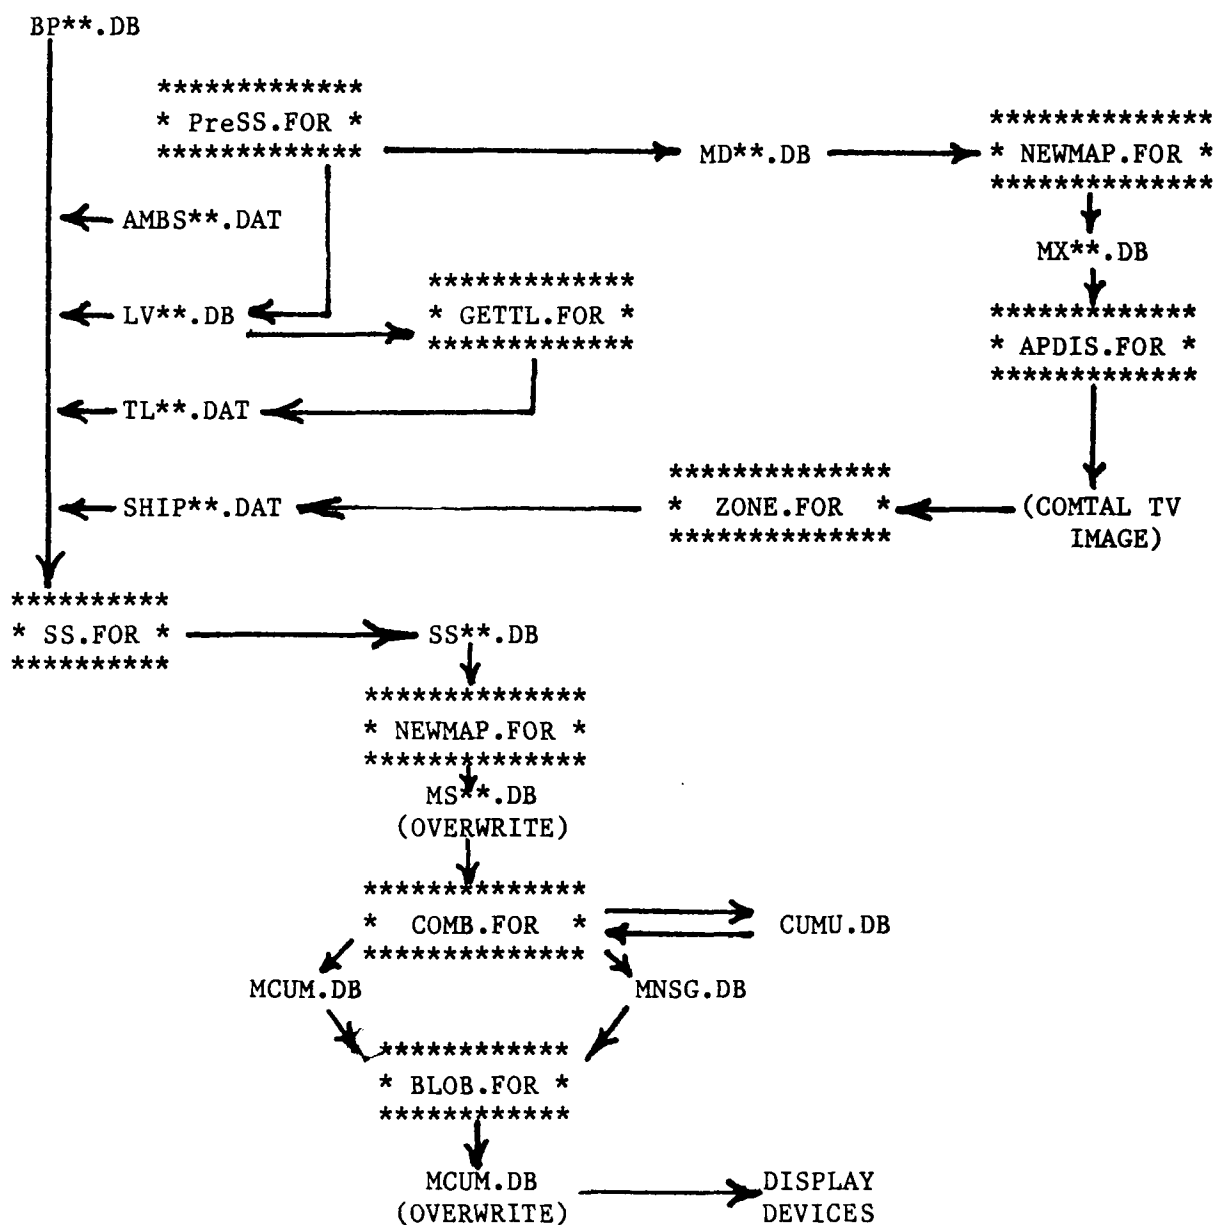 BP**.DB
*************
* PreSS.FOR *
*************
MD**.DB
**************
* NEWMAP.FOR *
**************
AMBS**.DAT
MX**.DB
LV**.DB
*************
* GETTL.FOR *
*************
*************
* APDIS.FOR *
*************
TL**.DAT
SHIP**.DAT
**************
* ZONE.FOR *
**************
(COMTAL TV
IMAGE)
**********
* SS.FOR *
**********
SS**.DB
**************
* NEWMAP.FOR *
**************
MS**.DB
(OVERWRITE)
**************
* COMB.FOR *
**************
CUMU.DB
MCUM.DB
MNSG.DB
************
* BLOB.FOR *
************
MCUM.DB
(OVERWRITE)
DISPLAY
DEVICES